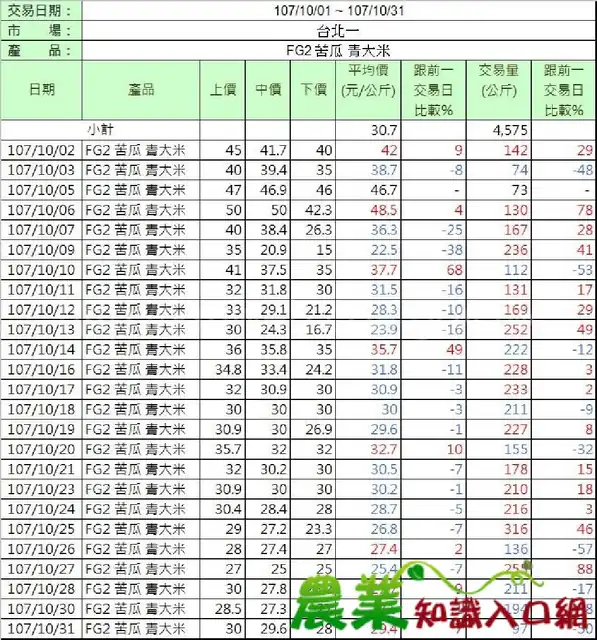 交易日期： 107/10/01 ~ 107/10/31
市　　場： 台北一
產　　品： FG2 苦瓜 青大米
日期 產品 上價 中價 下價 平均價 (元/公斤) 跟前一交易日比較% 交易量 (公斤) 跟前一交易日比較%
小計 30.7 4,575
107/10/02 FG2 苦瓜 青大米 45 41.7 40 42 9 142 29
107/10/03 FG2 苦瓜 青大米 40 39.4 35 38.7 -8 74 -48
107/10/05 FG2 苦瓜 青大米 47 46.9 46 46.7 - 73 -
107/10/06 FG2 苦瓜 青大米 50 50 42.3 48.5 4 130 78
107/10/07 FG2 苦瓜 青大米 40 38.4 26.3 36.3 -25 167 28
107/10/09 FG2 苦瓜 青大米 35 20.9 15 22.5 -38 236 41
107/10/10 FG2 苦瓜 青大米 41 37.5 35 37.7 68 112 -53
107/10/11 FG2 苦瓜 青大米 32 31.8 30 31.5 -16 131 17
107/10/12 FG2 苦瓜 青大米 33 29.1 21.2 28.3 -10 169 29
107/10/13 FG2 苦瓜 青大米 30 24.3 16.7 23.9 -16 252 49
107/10/14 FG2 苦瓜 青大米 36 35.8 35 35.7 49 222 -12
107/10/16 FG2 苦瓜 青大米 34.8 33.4 24.2 31.8 -11 228 3
107/10/17 FG2 苦瓜 青大米 32 30.9 30 30.9 -3 233 2
107/10/18 FG2 苦瓜 青大米 30 30 30 30 -3 211 -9
107/10/19 FG2 苦瓜 青大米 30.9 30 26.9 29.6 -1 227 8
107/10/20 FG2 苦瓜 青大米 35.7 32 32 32.7 10 155 -32
107/10/21 FG2 苦瓜 青大米 32 30.2 30 30.5 -7 178 15
107/10/23 FG2 苦瓜 青大米 30.9 30 30 30.2 -1 210 18
107/10/24 FG2 苦瓜 青大米 30.4 28.4 28 28.7 -5 216 3
107/10/25 FG2 苦瓜 青大米 29 27.2 23.3 26.8 -7 316 46
107/10/26 FG2 苦瓜 青大米 28 27.4 27 27.4 2 136 -57
107/10/27 FG2 苦瓜 青大米 27 25 25 25.4 -7 255 88
107/10/28 FG2 苦瓜 青大米 30 27.8 9 211 -17
107/10/30 FG2 苦瓜 青大米 28.5 27.3 194
107/10/31 FG2 苦瓜 青大米 30 29.6 28 29.4
農業知識入口網